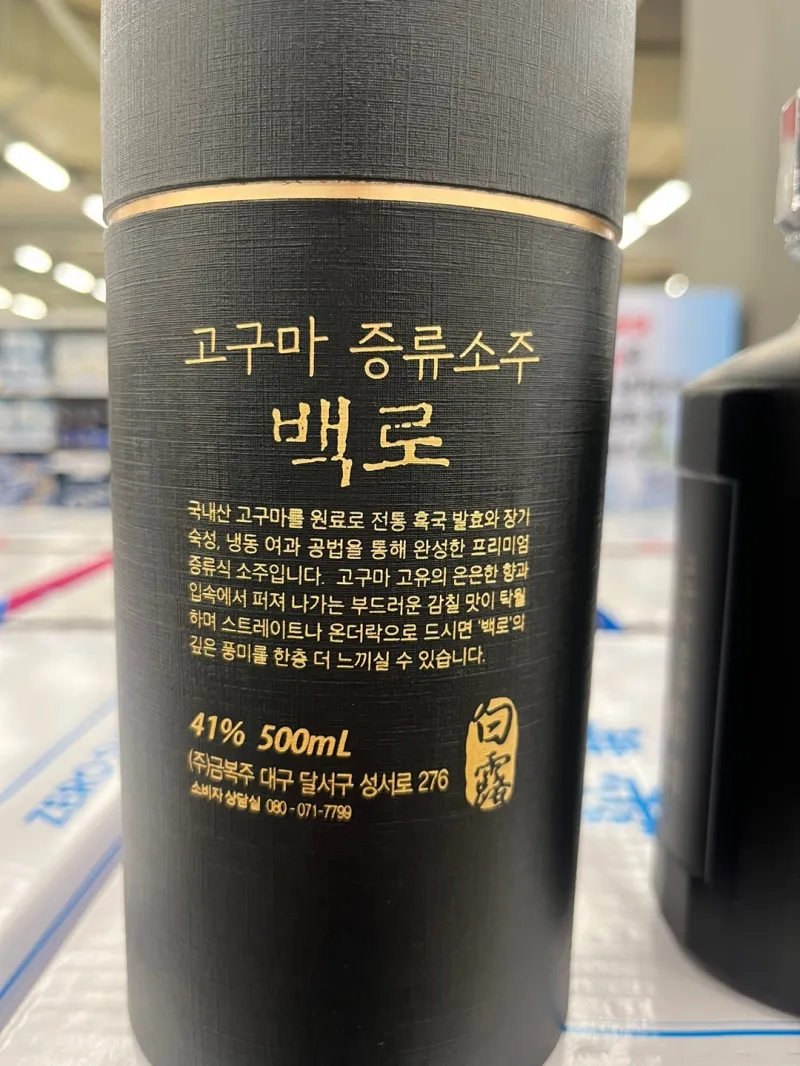 고구마 증류소주
백로
국내산 고구마를 원료로 전통 흑국 발효와 장기
숙성, 냉동 여과 공법을 통해 완성한 프리미엄
증류식 소주입니다. 고구마 고유의 은은한 향과
입속에서 퍼져 나가는 부드러운 감칠 맛이 탁월
하며 스트레이트나 온더락으로 드시면 '백로'의
깊은 풍미를 한층 더 느끼실 수 있습니다.
41% 500mL
(주)금복주 대구 달서구 성서로 276
소비자 상담실 080-071-7799
白
露
ZERO